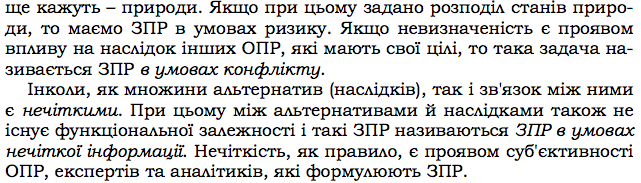 ще кажуть – природи. Якщо при цьому задано розподіл станів приро-
ди, то маємо ЗПР в умовах ризику. Якщо невизначеність є проявом
впливу на наслідок інших ОПР, які мають свої цілі, то така задача на-
зивається ЗПР в умовах конфлікту.
Інколи, як множини альтернатив (наслідків), так і зв'язок між ними
є нечіткими. При цьому між альтернативами й наслідками також не
існує функціональної залежності і такі ЗПР називаються ЗПР в умовах
нечіткої інформації. Нечіткість, як правило, є проявом суб'єктивності
ОПР, експертів та аналітиків, які формулюють ЗПР.